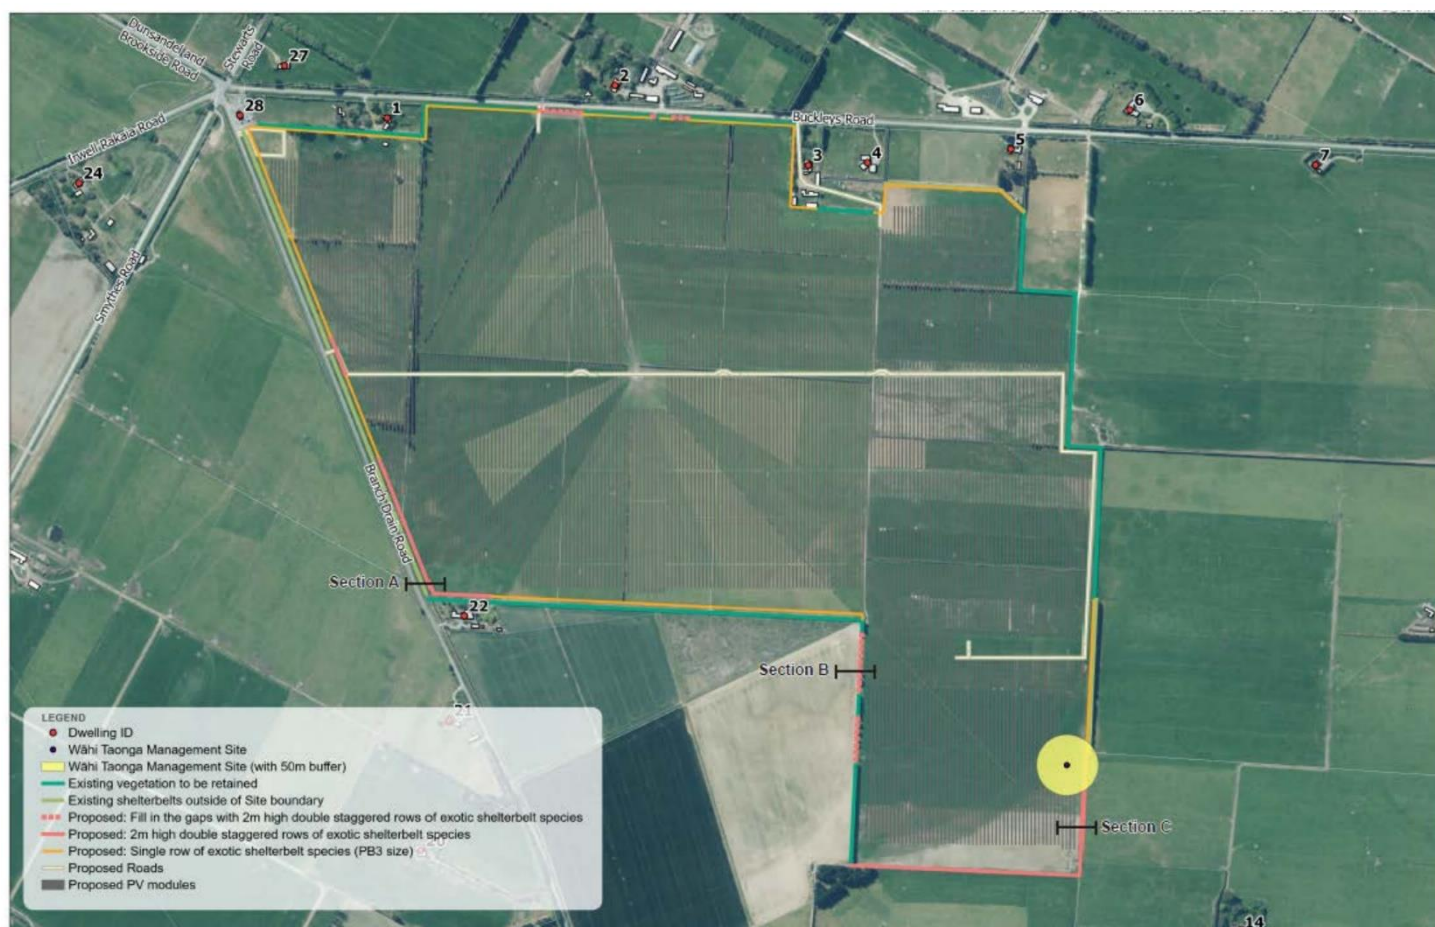 Dunsandel and
Brookside Road
Stewarts
Road
27
2
28
1
Buckleys Road
6
5
Irwell Rakaia Road
3
4
7
24
Smythes Road
Branch Drain Road
Section A
22
Section B
21
LEGEND
Dwelling ID
Wāhi Taonga Management Site
Wāhi Taonga Management Site (with 50m buffer)
Existing vegetation to be retained
Existing shelterbelts outside of Site boundary
Proposed: Fill in the gaps with 2m high double staggered rows of exotic shelterbelt species
Proposed: 2m high double staggered rows of exotic shelterbelt species
20
Proposed: Single row of exotic shelterbelt species (PB3 size)
Proposed Roads
Proposed PV modules
Section C
14